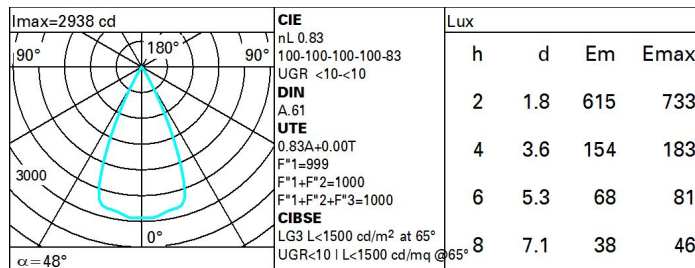 Imax=2938 cd
90° 180° 90°
3000
0°
α=48°
CIE
nL 0.83
100-100-100-100-83
UGR <10-<10
DIN
A.61
UTE
0.83A+0.00T
F"1=999
F"1+F"2=1000
F"1+F"2+F"3=1000
CIBSE
LG3 L<1500 cd/m² at 65°
UGR<10 | L<1500 cd/mq @65°
Lux
h d Em Emax
2 1.8 615 733
4 3.6 154 183
6 5.3 68 81
8 7.1 38 46